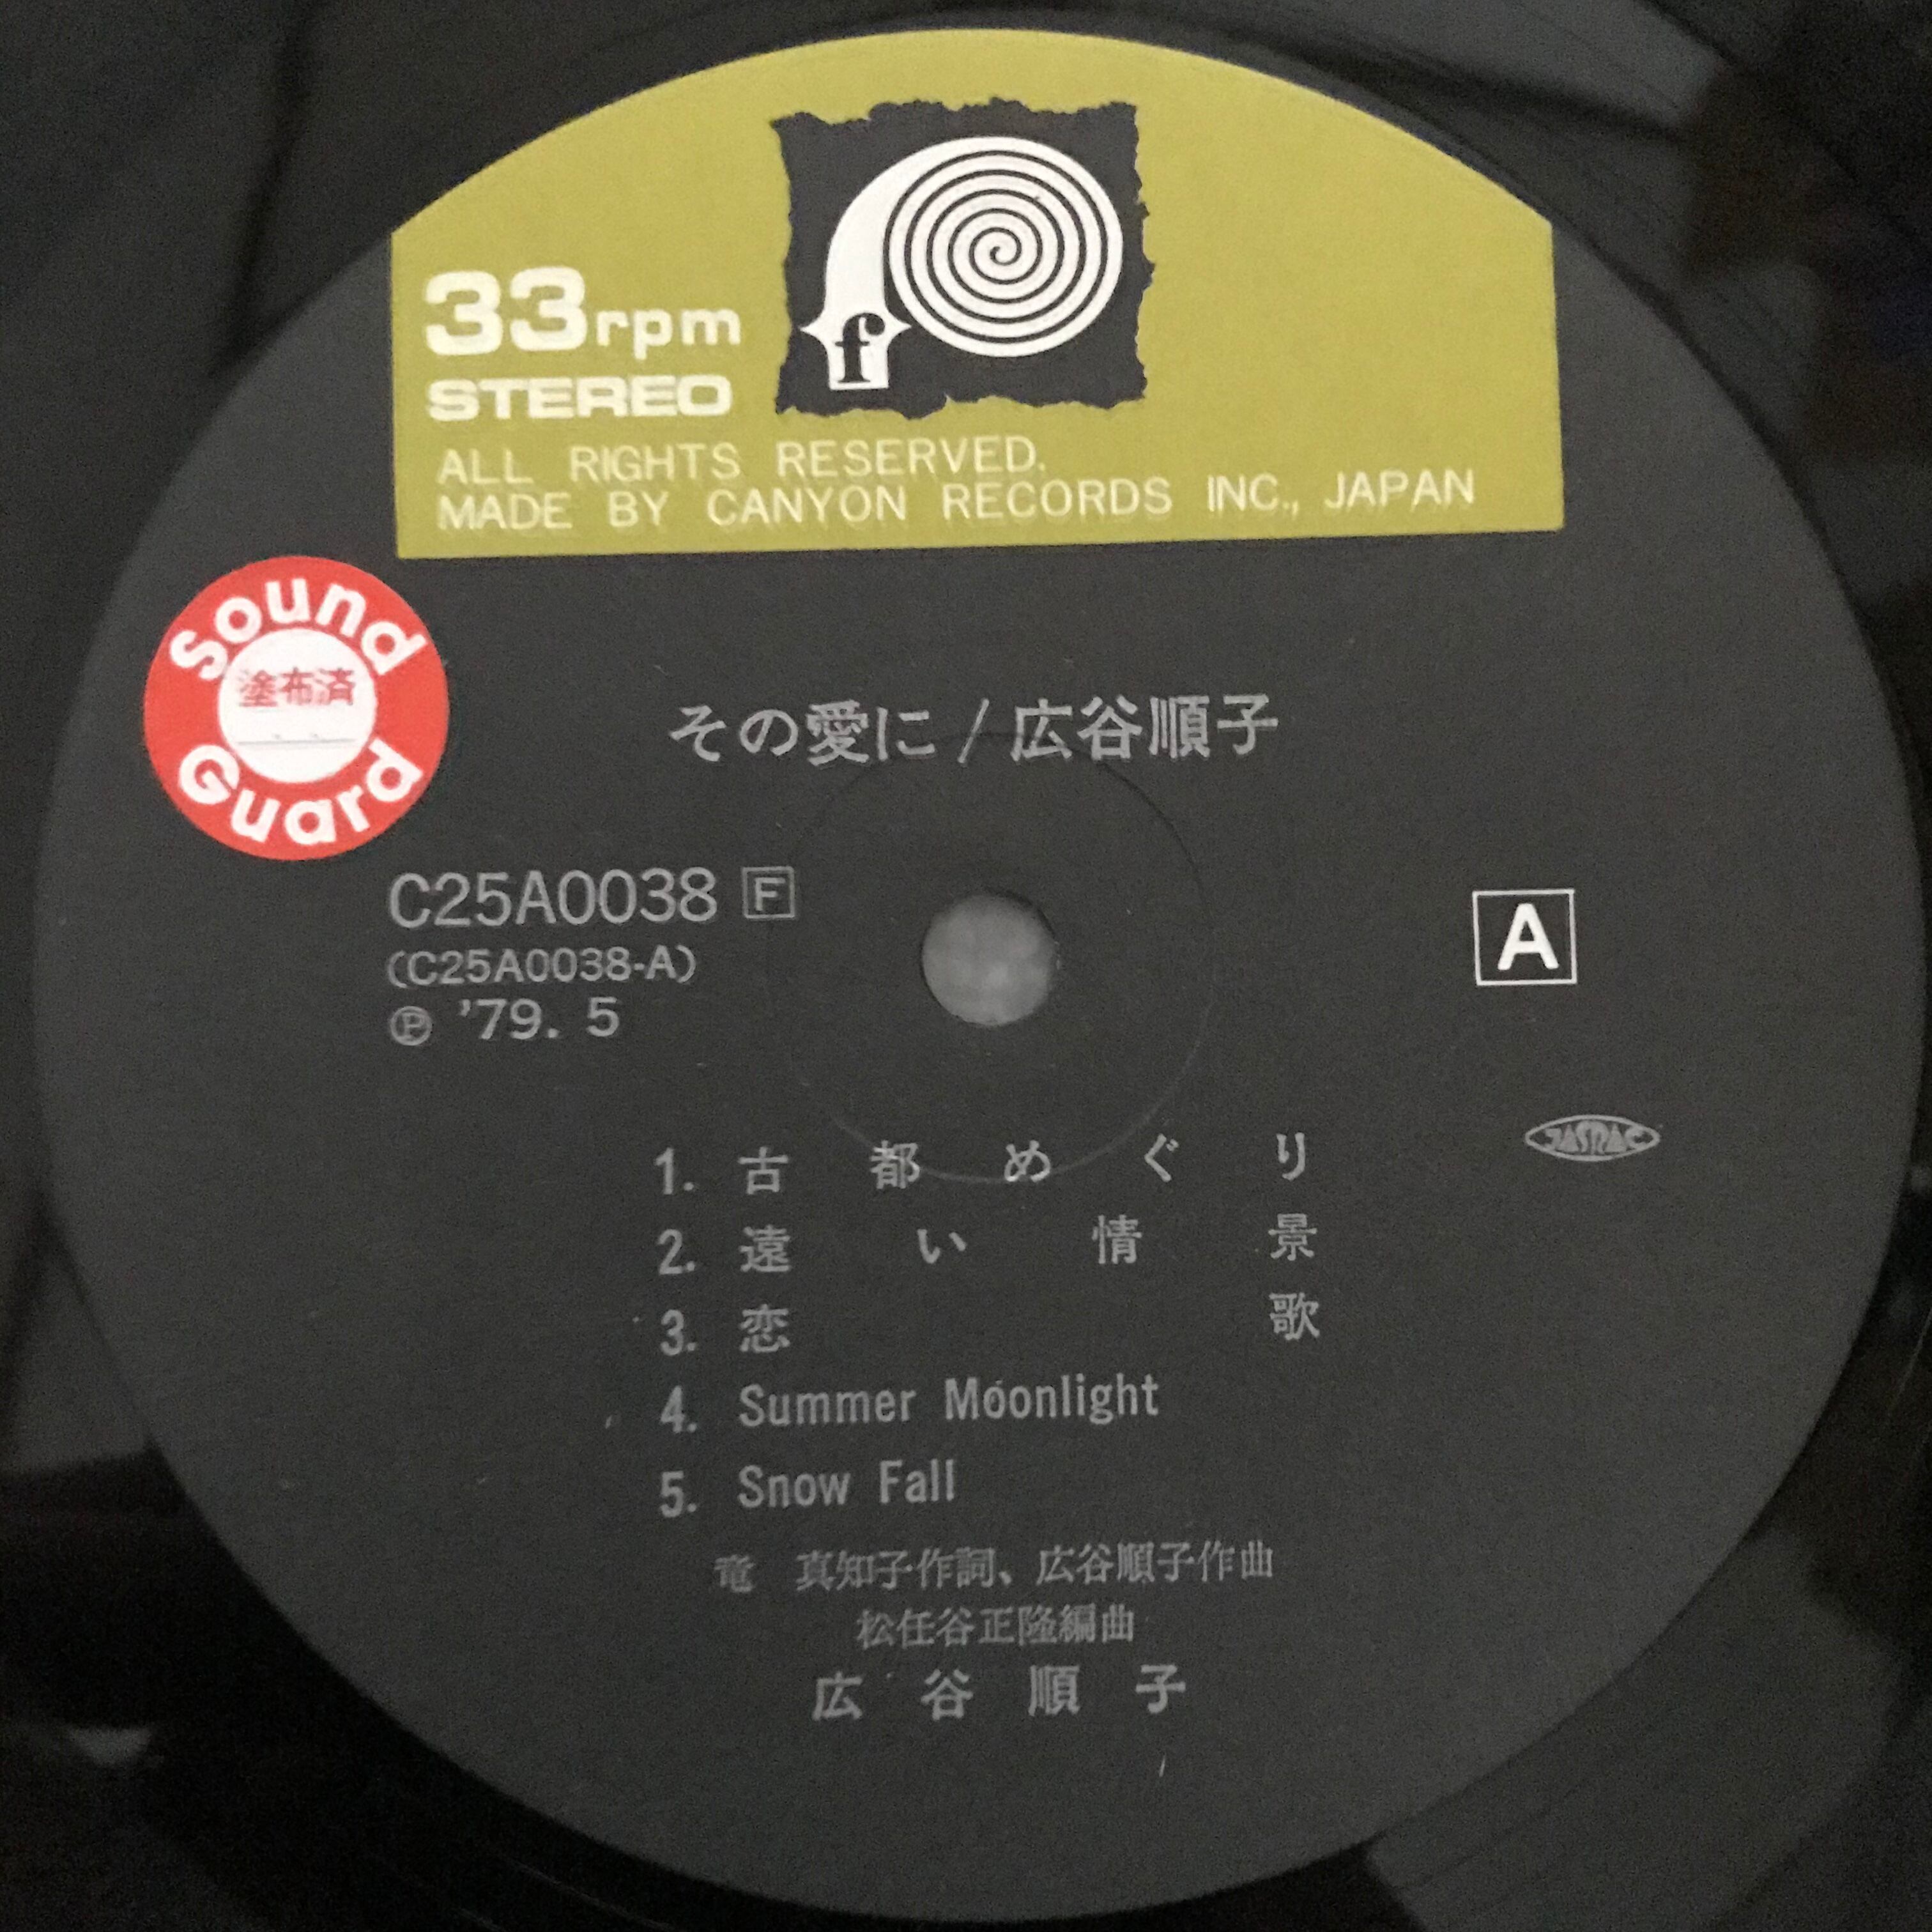 f
33rpm
STEREO
ALL RIGHTS RESERVED.
MADE BY CANYON RECORDS INC., JAPAN
Sound
塗布済
Guard
その愛に / 広谷順子
C25A0038 F
(C25A0038-A)
Ⓟ '79. 5
A
JASRAC
1. 古都めぐり
2. 遠い情景
3. 恋歌
4. Summer Moonlight
5. Snow Fall
竜 真知子作詞、広谷順子作曲
松任谷正隆編曲
広谷順子